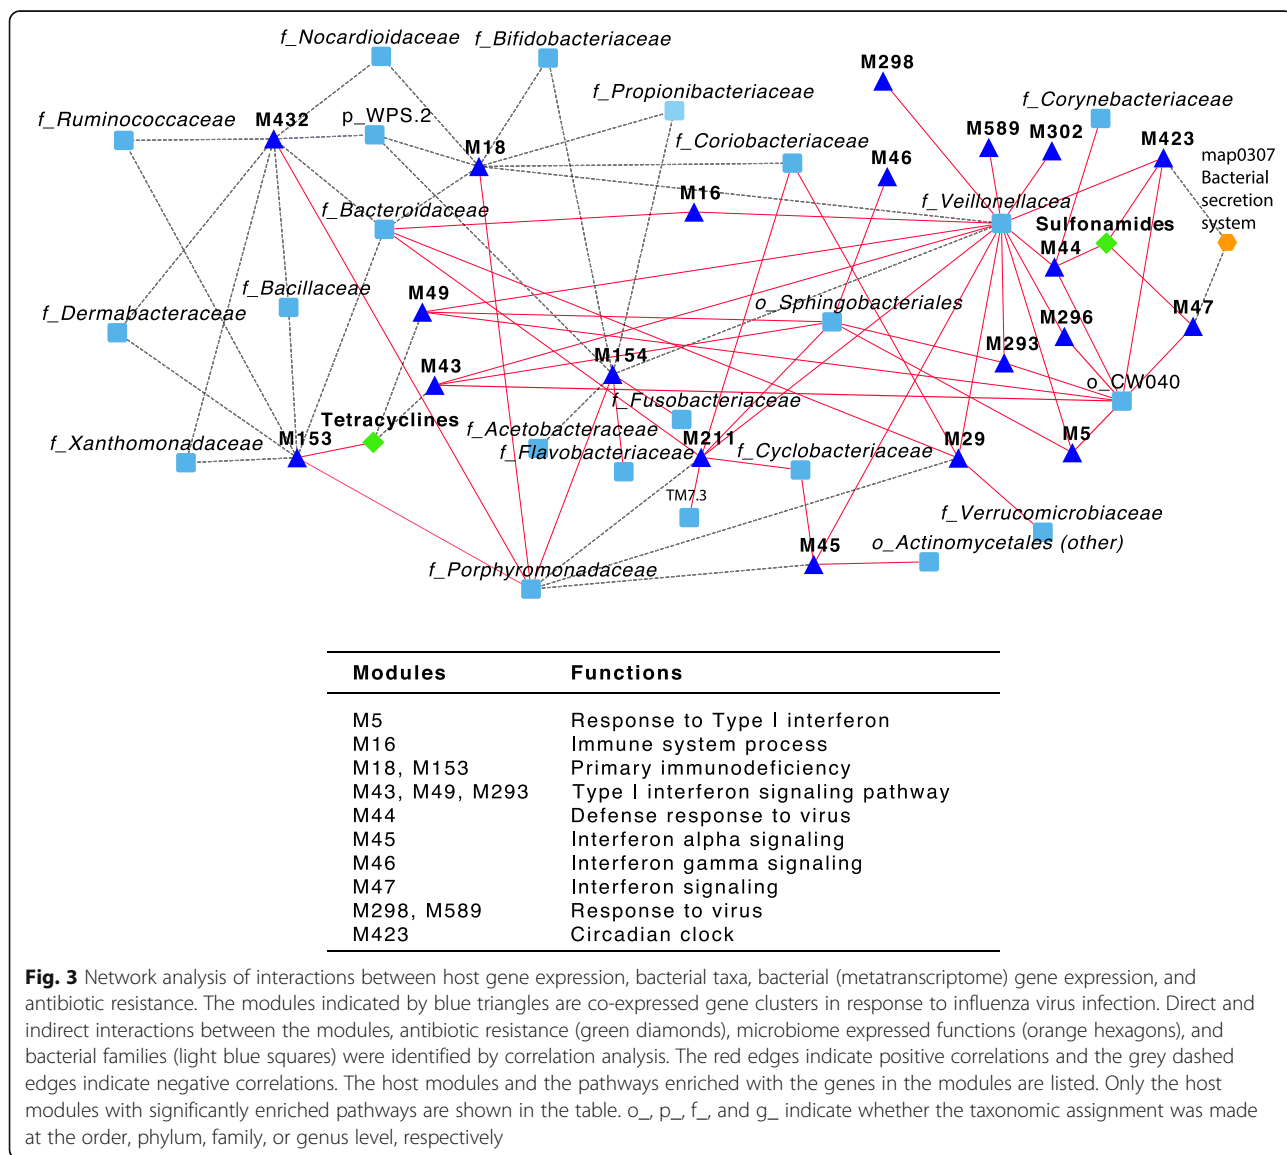 f_Nocardioidaceae
f_Bifidobacteriaceae
M298
f_Propionibacteriaceae
f_Corynebacteriaceae
f_Ruminococcaceae
M432
p_WPS.2
M18
f_Coriobacteriaceae
M46
M589
M302
M423
map0307
Bacterial
secretion
system
M16
f_Bacteroidaceae
f_Veillonellacea
Sulfonamides
M44
f_Bacillaceae
M49
f_Dermabacteraceae
o_Sphingobacteriales
M296
M47
M293
M154
M43
o_CW040
f_Fusobacteriaceae
Tetracyclines
f_Acetobacteraceae
f_Xanthomonadaceae
M153
f_Flavobacteriaceae
M211
f_Cyclobacteriaceae
M29
M5
TM7.3
f_Verrucomicrobiaceae
M45
o_Actinomycetales (other)
f_Porphyromonadaceae
Modules Functions
M5 Response to Type I interferon
M16 Immune system process
M18, M153 Primary immunodeficiency
M43, M49, M293 Type I interferon signaling pathway
M44 Defense response to virus
M45 Interferon alpha signaling
M46 Interferon gamma signaling
M47 Interferon signaling
M298, M589 Response to virus
M423 Circadian clock
Fig. 3 Network analysis of interactions between host gene expression, bacterial taxa, bacterial (metatranscriptome) gene expression, and
antibiotic resistance. The modules indicated by blue triangles are co-expressed gene clusters in response to influenza virus infection. Direct and
indirect interactions between the modules, antibiotic resistance (green diamonds), microbiome expressed functions (orange hexagons), and
bacterial families (light blue squares) were identified by correlation analysis. The red edges indicate positive correlations and the grey dashed
edges indicate negative correlations. The host modules and the pathways enriched with the genes in the modules are listed. Only the host
modules with significantly enriched pathways are shown in the table. o_, p_, f_, and g_ indicate whether the taxonomic assignment was made
at the order, phylum, family, or genus level, respectively